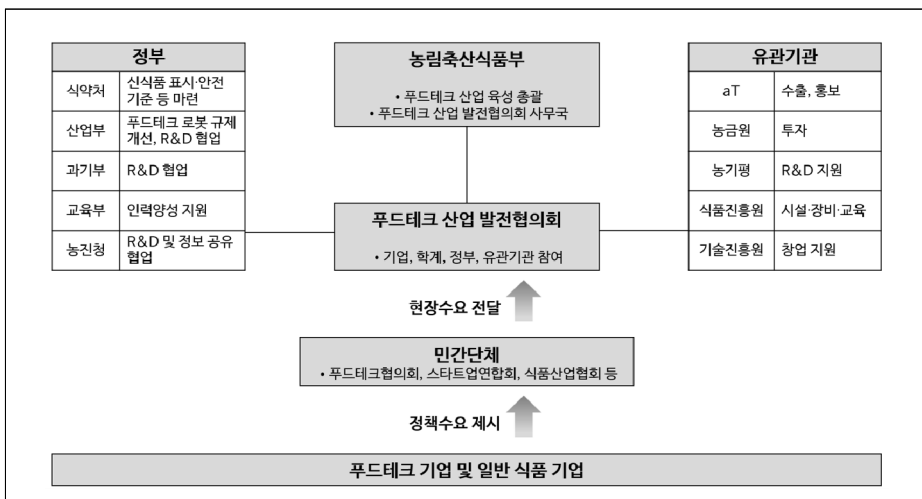 정부
식약처 신식품 표시·안전
기준 등 마련
산업부 푸드테크 로봇 규제
개선, R&D 협업
과기부 R&D 협업
교육부 인력양성 지원
농진청 R&D 및 정보 공유
협업
농림축산식품부
• 푸드테크 산업 육성 총괄
• 푸드테크 산업 발전협의회 사무국
유관기관
aT 수출, 홍보
농금원 투자
농기평 R&D 지원
식품진흥원 시설·장비·교육
기술진흥원 창업 지원
푸드테크 산업 발전협의회
• 기업, 학계, 정부, 유관기관 참여
현장수요 전달
민간단체
• 푸드테크협의회, 스타트업연합회, 식품산업협회 등
정책수요 제시
푸드테크 기업 및 일반 식품 기업